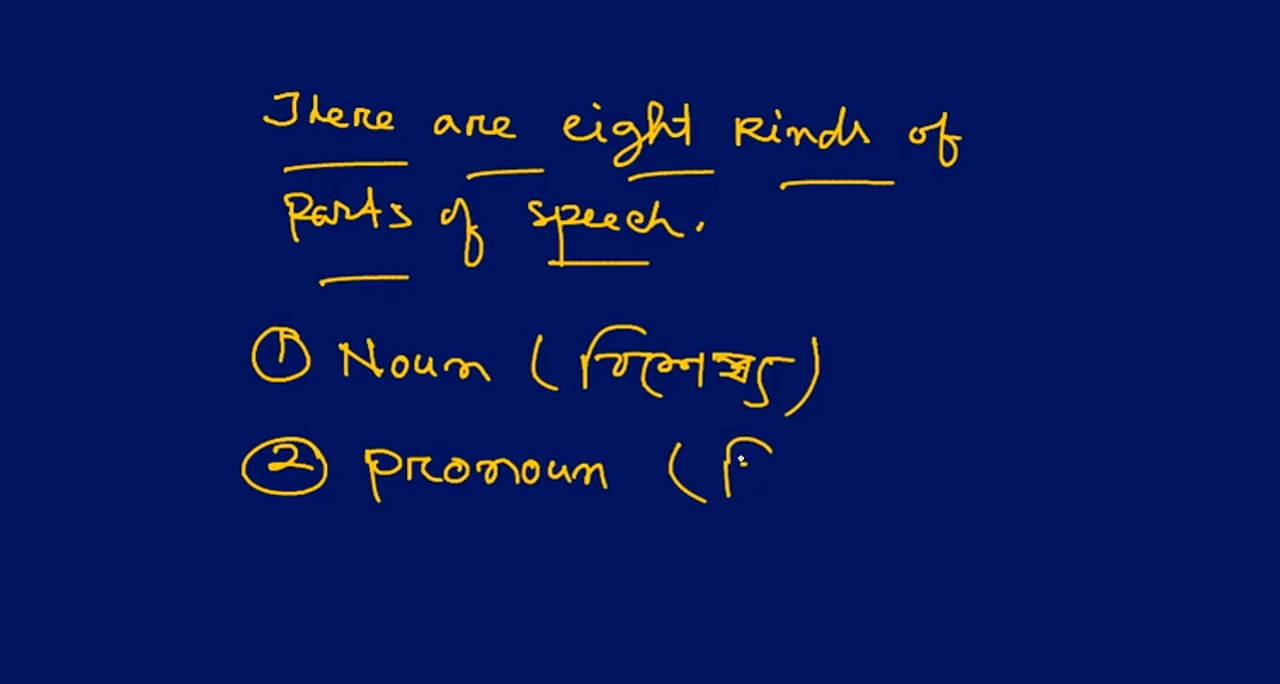 There are eight kinds of
parts of speech.
① Noun (বিশেষ্য)
② Pronoun (ি